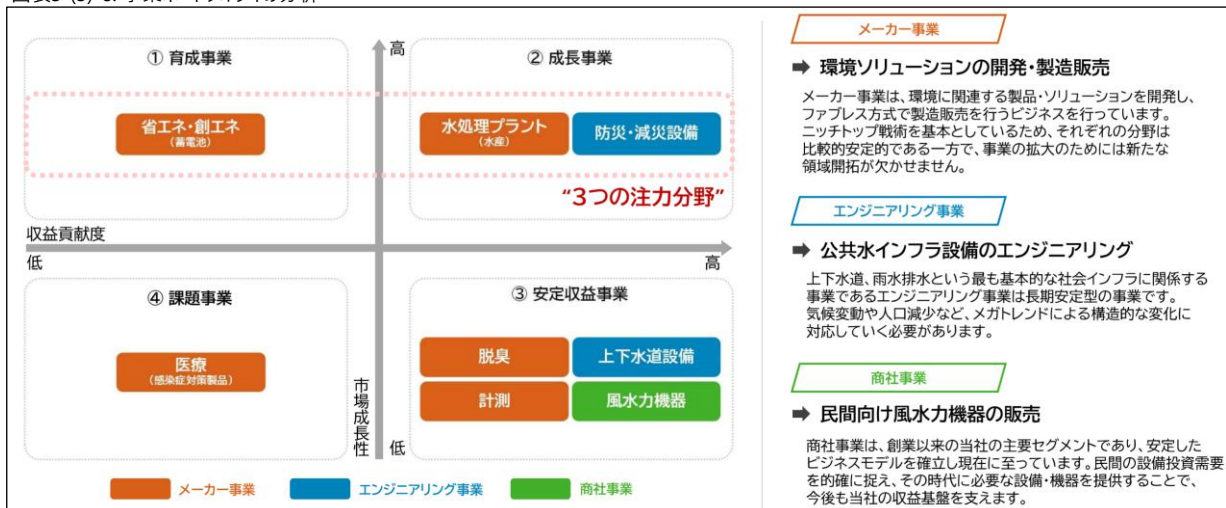 ① 育成事業
高
② 成長事業
省エネ・創エネ
(蓄電池)
水処理プラント
(水産)
防災・減災設備
“3つの注力分野”
収益貢献度
低
高
④ 課題事業
③ 安定収益事業
医療
(感染症対策製品)
脱臭
上下水道設備
計測
風水力機器
市場成長性
低
メーカー事業
エンジニアリング事業
商社事業
メーカー事業
➡ 環境ソリューションの開発・製造販売
メーカー事業は、環境に関連する製品・ソリューションを開発し、
ファブレス方式で製造販売を行うビジネスを行っています。
ニッチトップ戦術を基本としているため、それぞれの分野は
比較的安定的である一方で、事業の拡大のためには新たな
領域開拓が欠かせません。
エンジニアリング事業
➡ 公共水インフラ設備のエンジニアリング
上下水道、雨水排水という最も基本的な社会インフラに関係する
事業であるエンジニアリング事業は長期安定型の事業です。
気候変動や人口減少など、メガトレンドによる構造的な変化に
対応していく必要があります。
商社事業
➡ 民間向け風水力機器の販売
商社事業は、創業以来の当社の主要セグメントであり、安定した
ビジネスモデルを確立し現在に至っています。民間の設備投資需要
を的確に捉え、その時代に必要な設備・機器を提供することで、
今後も当社の収益基盤を支えます。